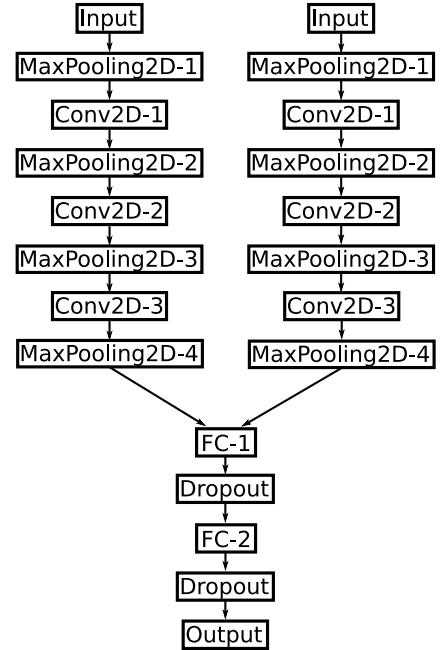 Input
Input
MaxPooling2D-1
MaxPooling2D-1
Conv2D-1
Conv2D-1
MaxPooling2D-2
MaxPooling2D-2
Conv2D-2
Conv2D-2
MaxPooling2D-3
MaxPooling2D-3
Conv2D-3
Conv2D-3
MaxPooling2D-4
MaxPooling2D-4
FC-1
Dropout
FC-2
Dropout
Output